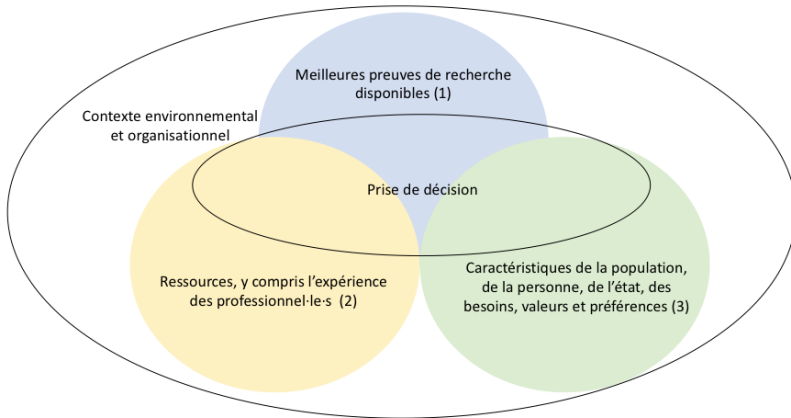 Meilleures preuves de recherche
disponibles (1)
Contexte environnemental
et organisationnel
Prise de décision
Ressources, y compris l’expérience
des professionnel·le·s (2)
Caractéristiques de la population,
de la personne, de l’état, des
besoins, valeurs et préférences (3)